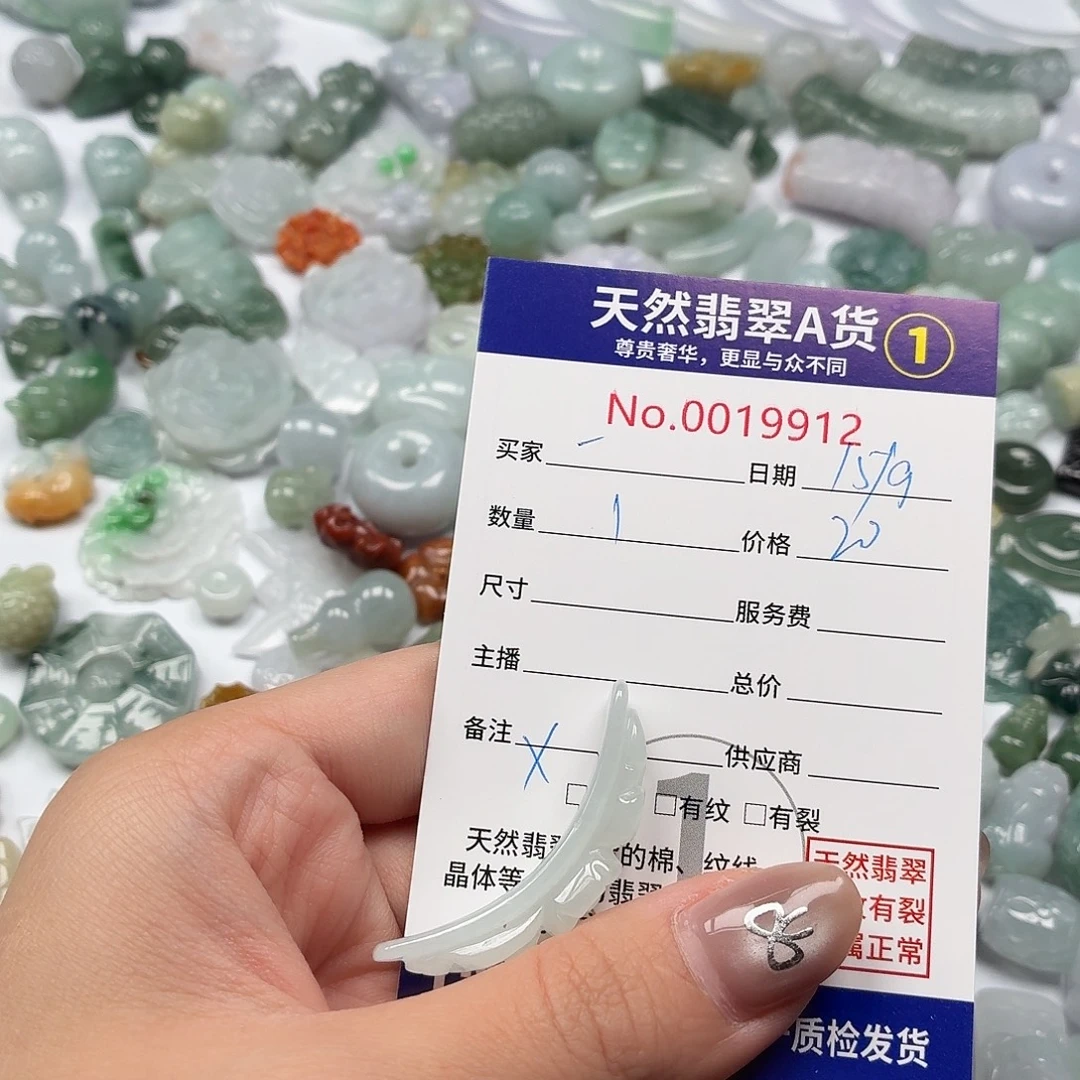 天然翡翠A货 1
尊贵奢华，更显与众不同
No.0019912
买家 日期 15/9
数量 1 价格 20
尺寸 服务费
主播 总价
备注 X 供应商
□ □有纹 □有裂
天然翡 的棉、纹线
晶体等 翡翠
天然翡翠
有裂
属正常
质检发货